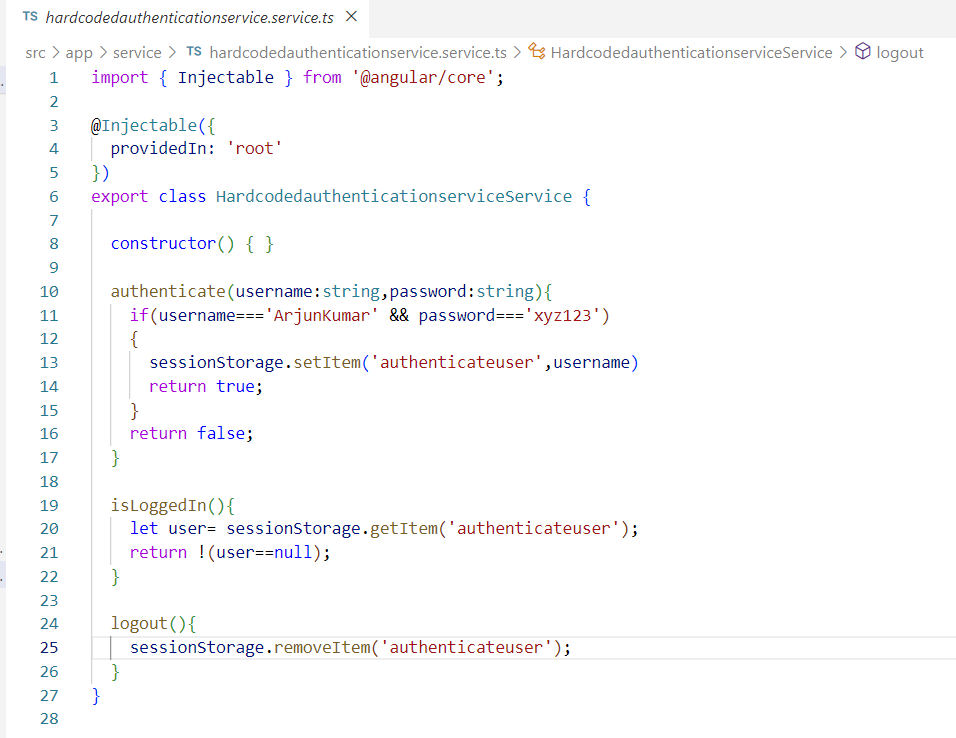 TS hardcodedauthenticationservice.service.ts ×
src > app > service > TS hardcodedauthenticationservice.service.ts > HardcodedauthenticationserviceService > logout
1 import { Injectable } from '@angular/core';
2
3 @Injectable({
4 providedIn: 'root'
5 })
6 export class HardcodedauthenticationserviceService {
7
8 constructor() { }
9
10 authenticate(username:string,password:string){
11 if(username==='ArjunKumar' && password==='xyz123')
12 {
13 sessionStorage.setItem('authenticateuser',username)
14 return true;
15 }
16 return false;
17 }
18
19 isLoggedIn(){
20 let user= sessionStorage.getItem('authenticateuser');
21 return !(user==null);
22 }
23
24 logout(){
25 sessionStorage.removeItem('authenticateuser');
26 }
27 }
28